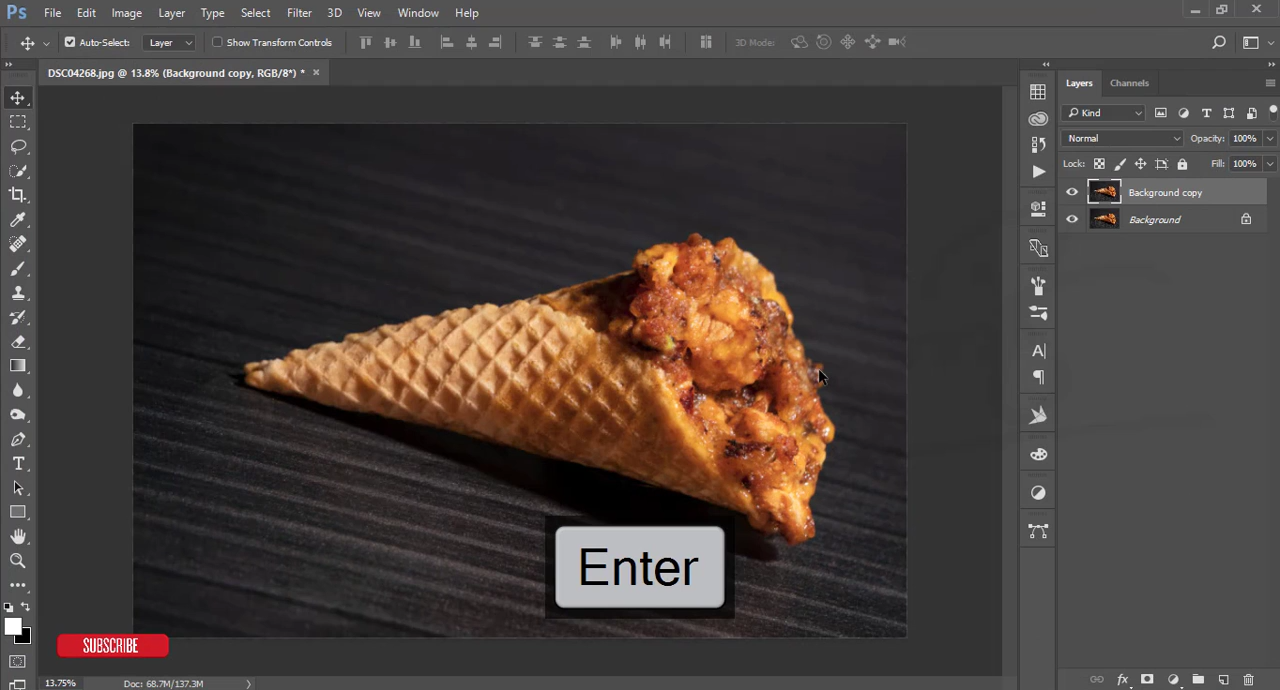 Ps File Edit Image Layer Type Select Filter 3D View Window Help
Auto-Select: Layer Show Transform Controls 3D Mode:
DSC04268.jpg @ 13.8% (Background copy, RGB/8*) * ×
Layers Channels
Kind
Normal Opacity: 100%
Lock: Fill: 100%
Background copy
Background
Enter
SUBSCRIBE
13.75% Doc: 68.7M/137.3M